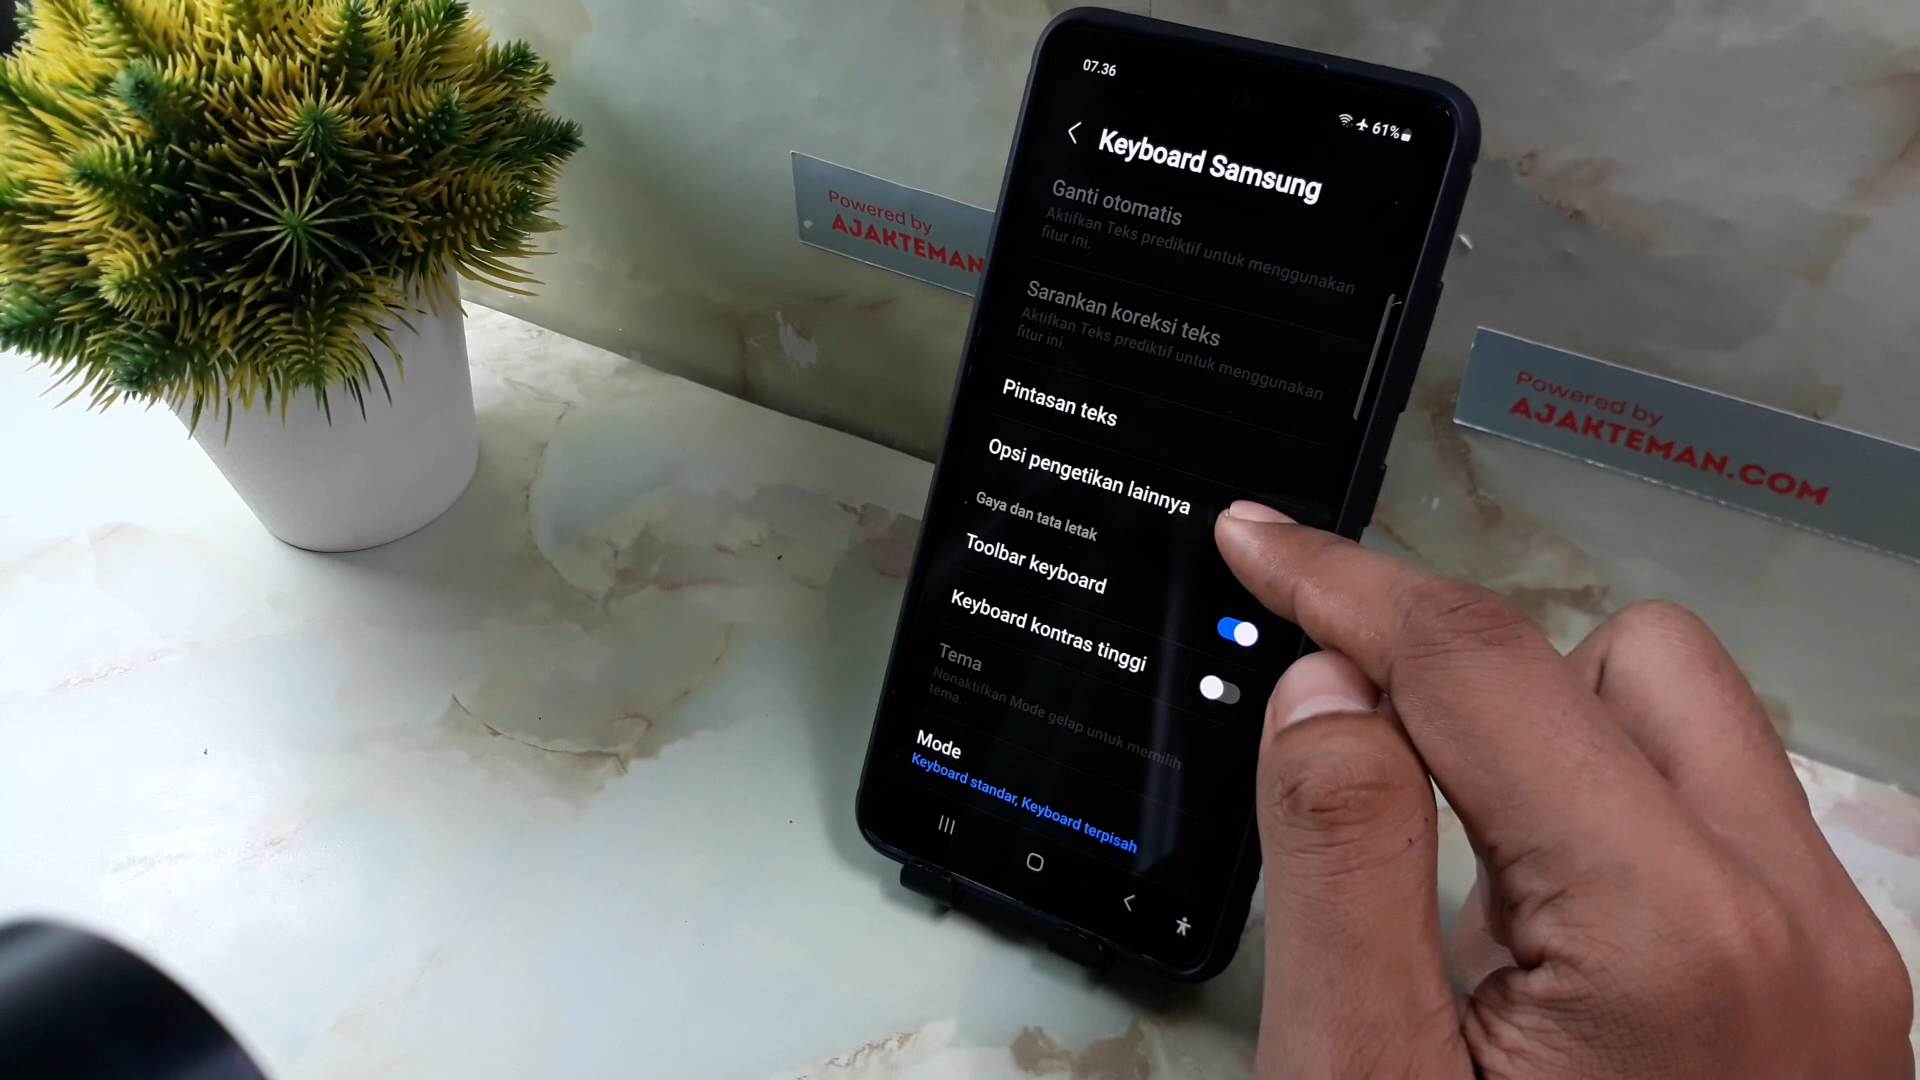 07.36
61%
Keyboard Samsung
Ganti otomatis
Aktifkan Teks prediktif untuk menggunakan
fitur ini.
Sarankan koreksi teks
Aktifkan Teks prediktif untuk menggunakan
fitur ini.
Pintasan teks
Opsi pengetikan lainnya
Gaya dan tata letak
Toolbar keyboard
Keyboard kontras tinggi
Tema
Nonaktifkan Mode gelap untuk memilih
tema.
Mode
Keyboard standar, Keyboard terpisah
Powered by
AJAKTEMAN
Powered by
AJAKTEMAN.COM